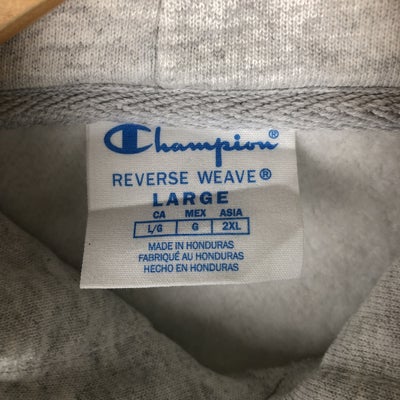 Champion®
REVERSE WEAVE®
LARGE
CA MEX ASIA
L/G G 2XL
MADE IN HONDURAS
FABRIQUÉ AU HONDURAS
HECHO EN HONDURAS